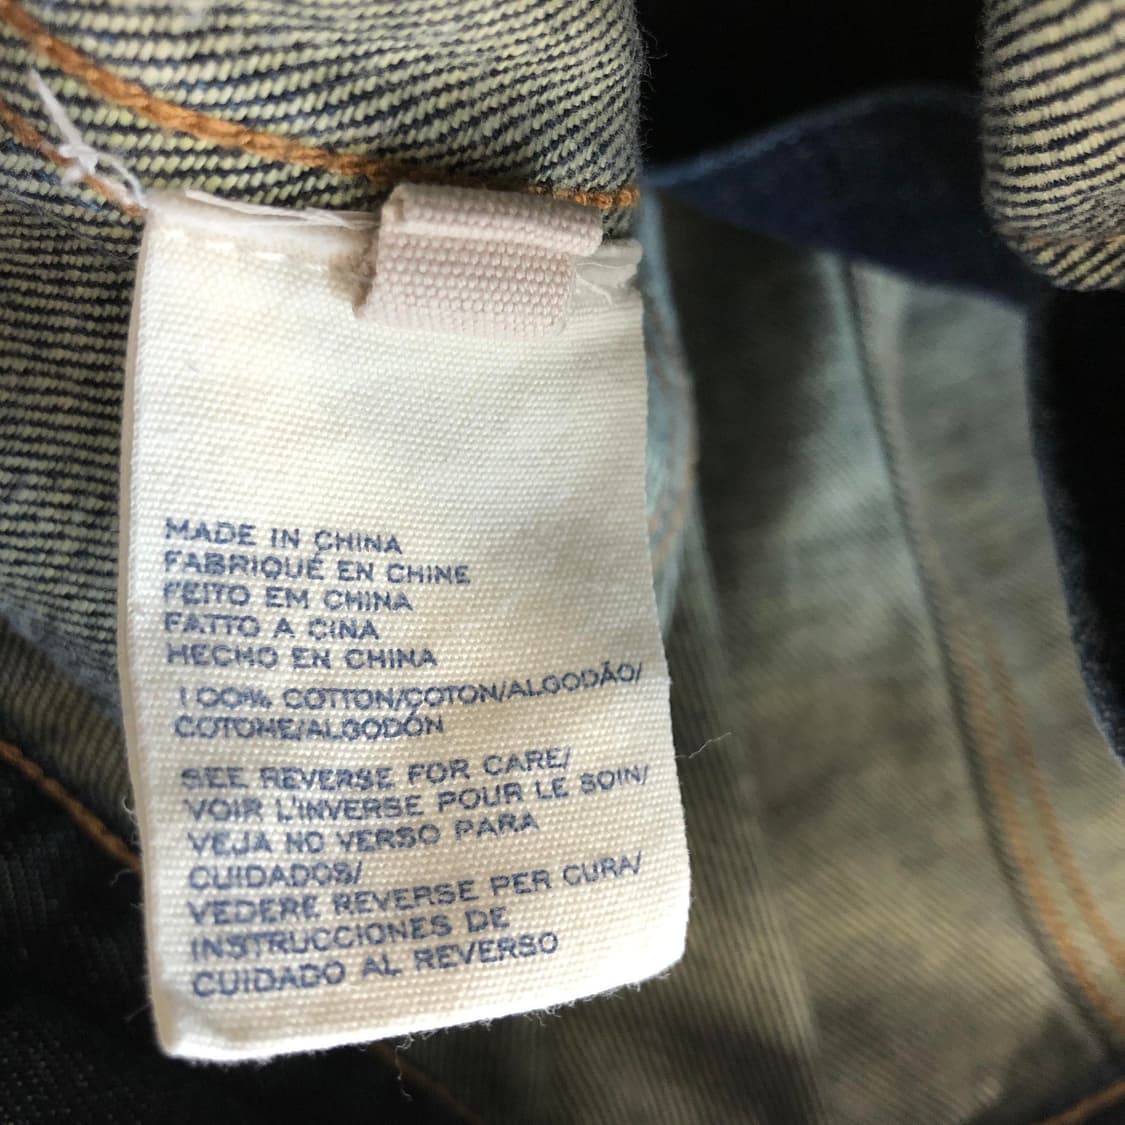 MADE IN CHINA
FABRIQUÉ EN CHINE
FEITO EM CHINA
FATTO A CINA
HECHO EN CHINA
100% COTTON/COTON/ALGODÃO/
COTONE/ALGODÓN
SEE REVERSE FOR CARE/
VOIR L'INVERSE POUR LE SOIN/
VEJA NO VERSO PARA
CUIDADOS/
VEDERE REVERSE PER CURA/
INSTRUCCIONES DE
CUIDADO AL REVERSO